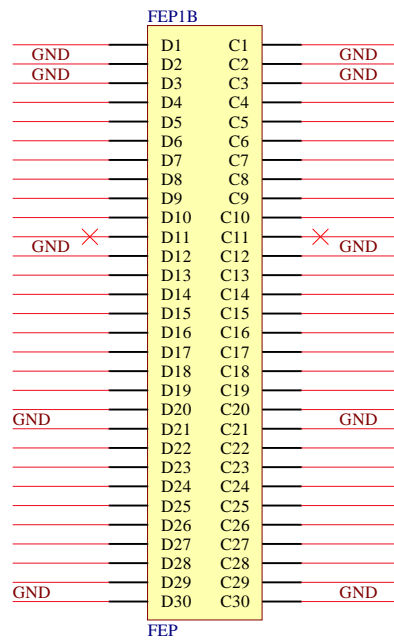 FEP1B
D1 C1
GND D2 C2 GND
GND D3 C3 GND
D4 C4
D5 C5
D6 C6
D7 C7
D8 C8
D9 C9
D10 C10
D11 C11
GND D12 C12 GND
D13 C13
D14 C14
D15 C15
D16 C16
D17 C17
D18 C18
D19 C19
D20 C20
GND D21 C21 GND
D22 C22
D23 C23
D24 C24
D25 C25
D26 C26
D27 C27
D28 C28
D29 C29
GND D30 C30 GND
FEP